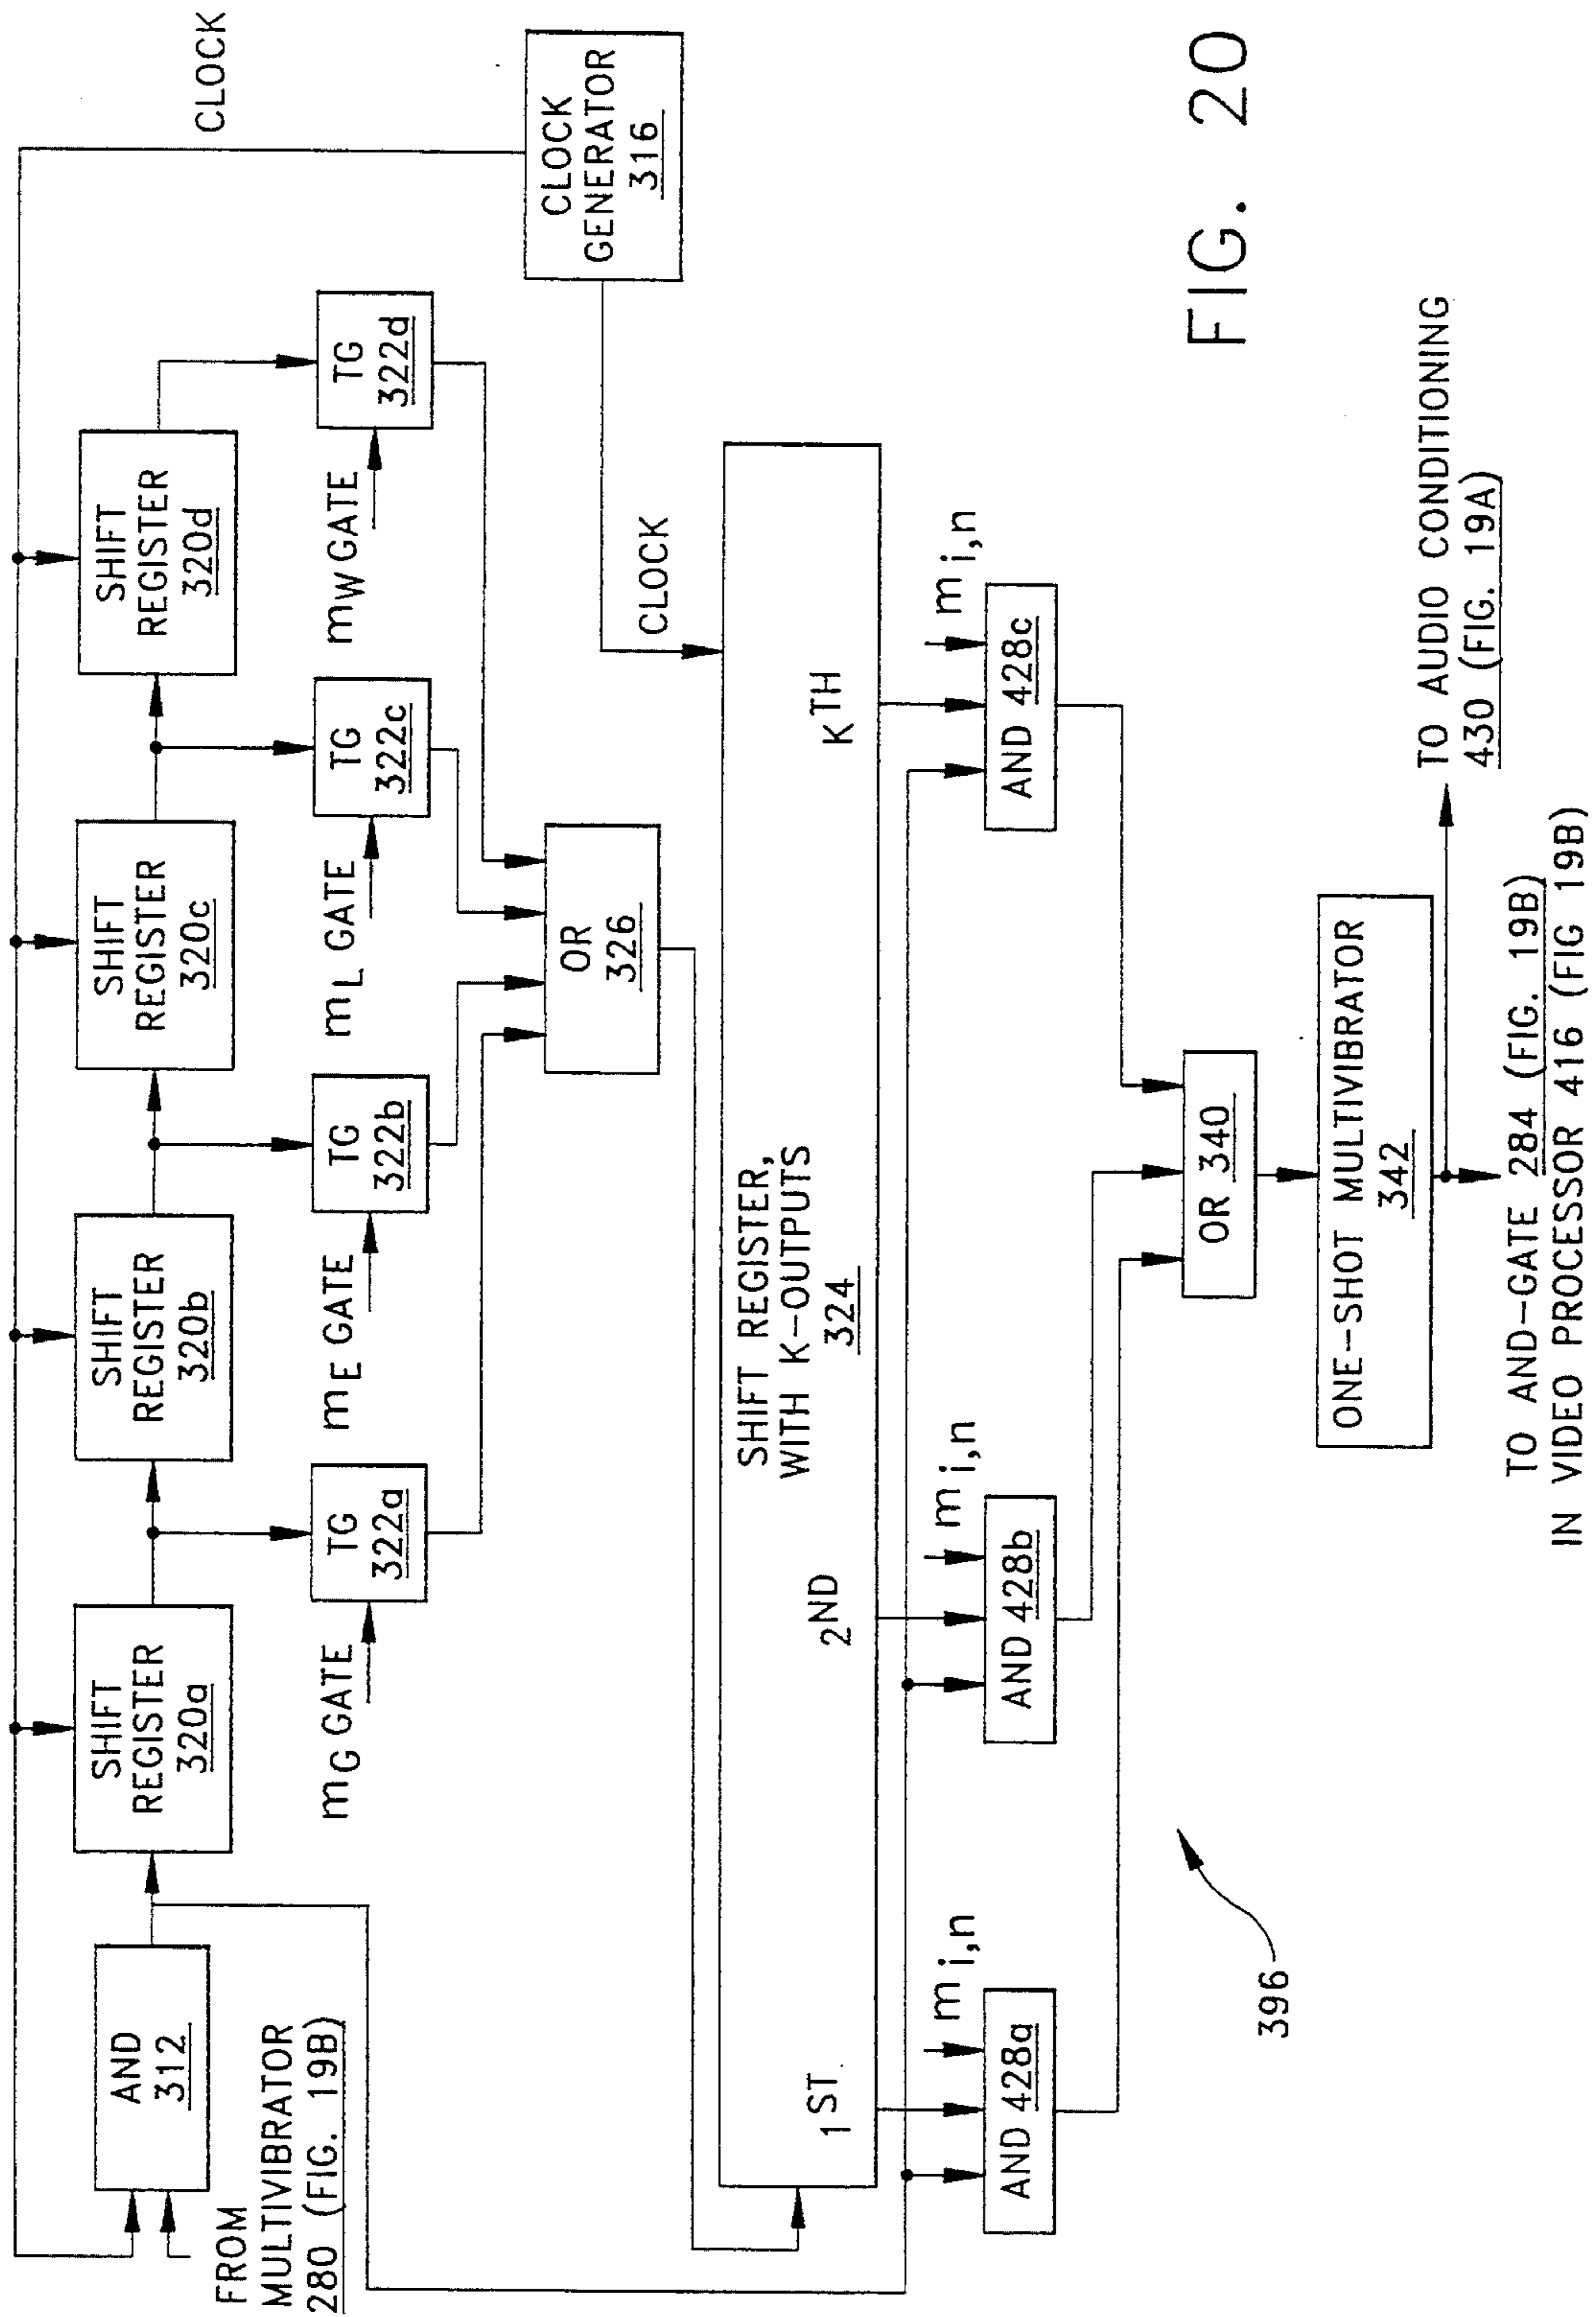 CLOCK
AND
312
SHIFT
REGISTER
320a
SHIFT
REGISTER
320b
SHIFT
REGISTER
320c
SHIFT
REGISTER
320d
FROM
MULTIVIBRATOR
280 (FIG. 19B)
mG GATE
TG
322a
mE GATE
TG
322b
mL GATE
TG
322c
mW GATE
TG
322d
CLOCK
GENERATOR
316
OR
326
CLOCK
SHIFT REGISTER,
WITH K-OUTPUTS
324
1ST
2ND
KTH
mi,n
mi,n
mi,n
AND 428a
AND 428b
AND 428c
OR 340
ONE-SHOT MULTIVIBRATOR
342
396
TO AUDIO CONDITIONING
430 (FIG. 19A)
TO AND-GATE 284 (FIG. 19B)
IN VIDEO PROCESSOR 416 (FIG 19B)
FIG. 20